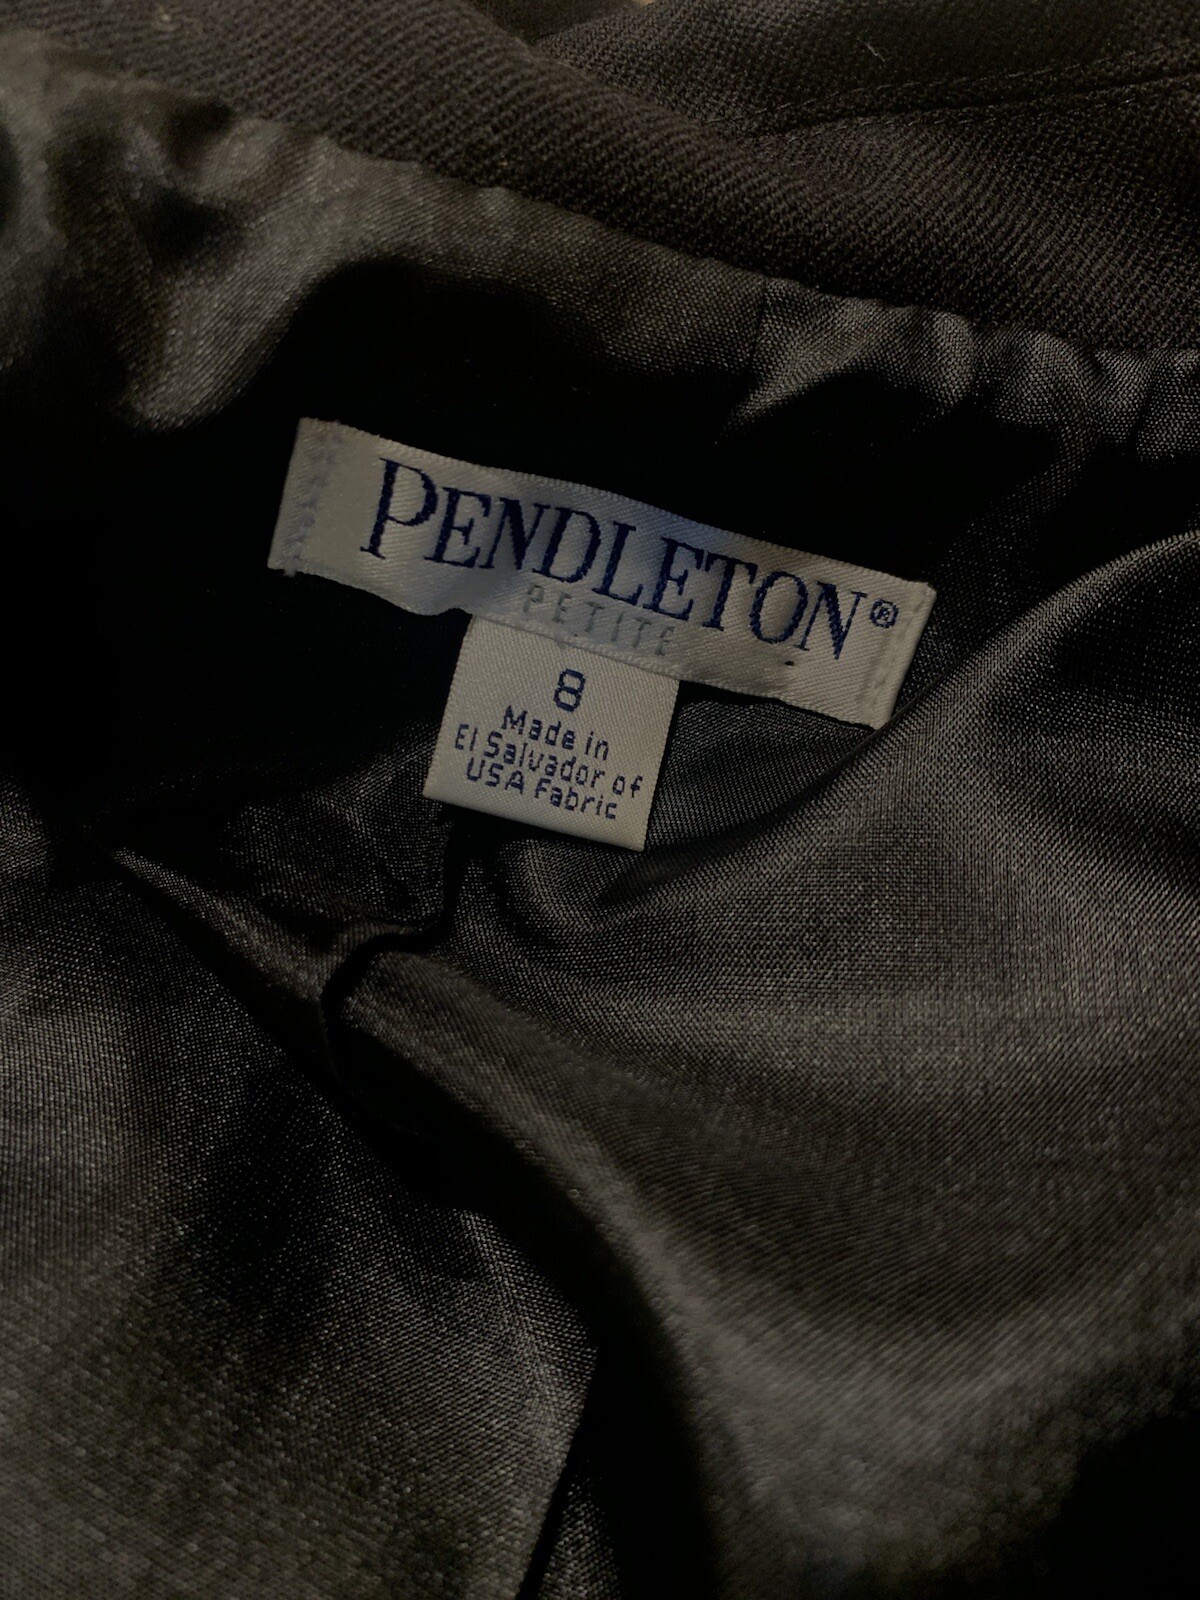 PENDLETON®
PETITE
8
Made in
El Salvador of
USA Fabric